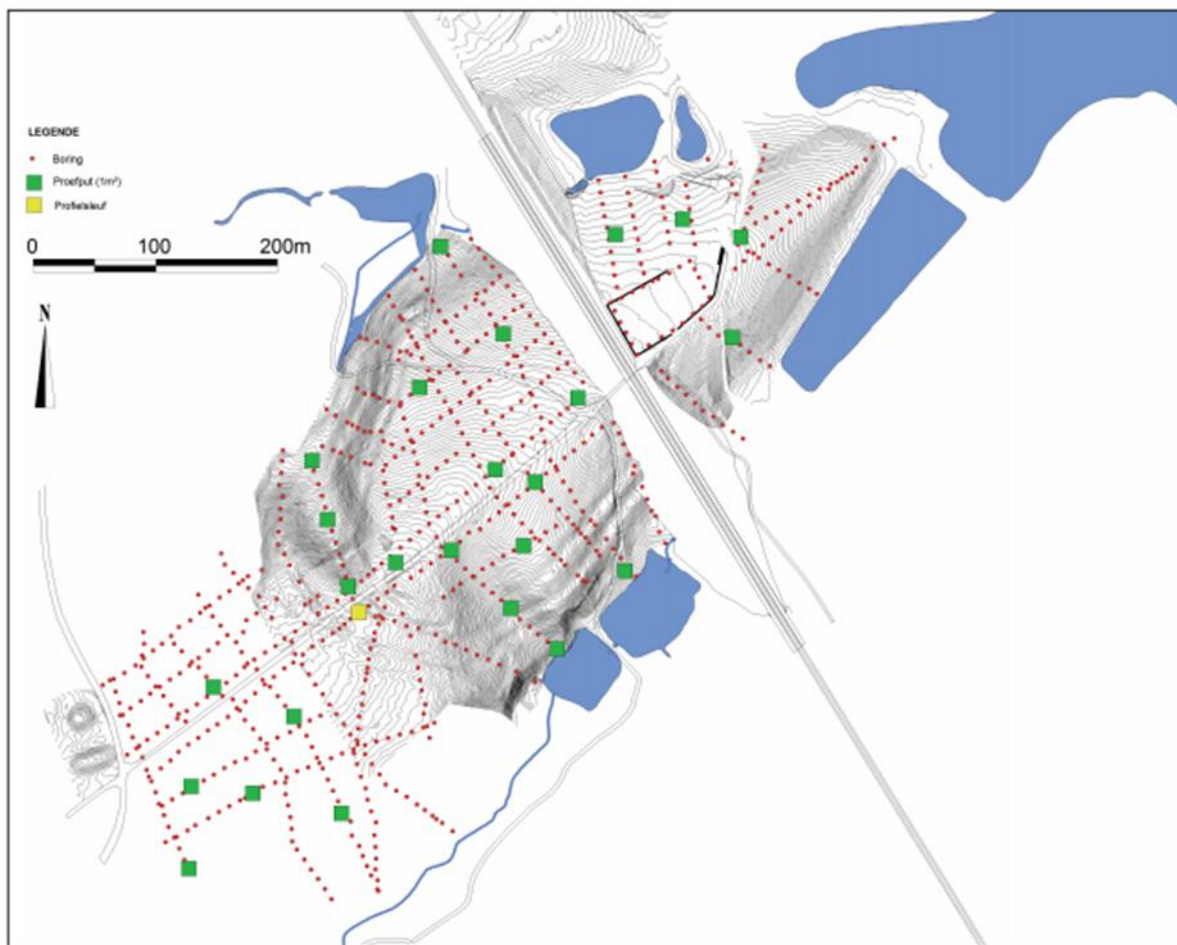 LEGENDE
Boring
Proefput (1m²)
Profielsleuf
0 100 200m
N